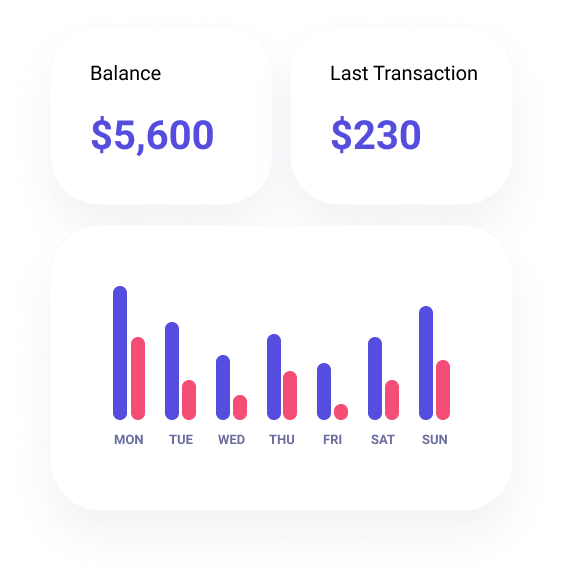 Balance
$5,600
Last Transaction
$230
MON TUE WED THU FRI SAT SUN